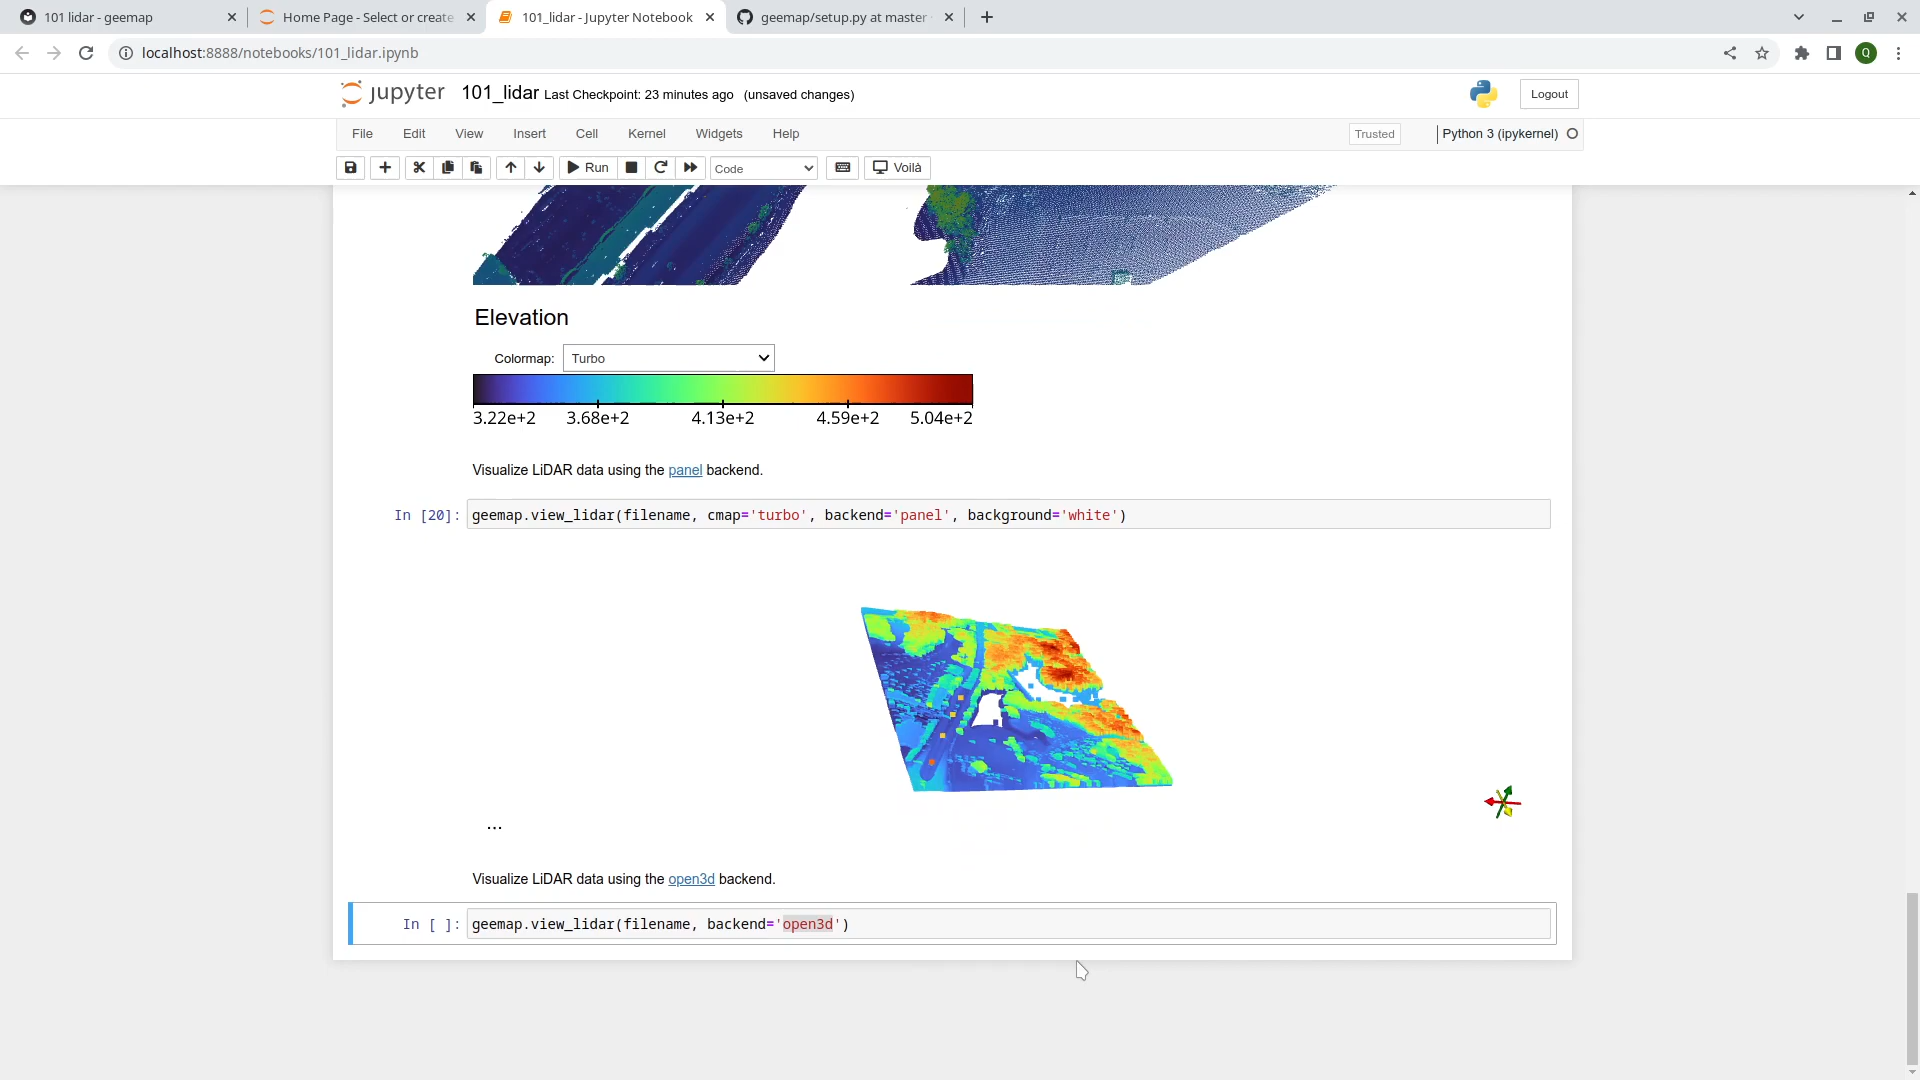 101 lidar - geemap
Home Page - Select or create
101_lidar - Jupyter Notebook
geemap/setup.py at master
localhost:8888/notebooks/101_lidar.ipynb
Q
jupyter 101_lidar Last Checkpoint: 23 minutes ago (unsaved changes)
Logout
File Edit View Insert Cell Kernel Widgets Help
Trusted
Python 3 (ipykernel)
Run
Code
Voilà
Elevation
Colormap: Turbo
3.22e+2 3.68e+2 4.13e+2 4.59e+2 5.04e+2
Visualize LiDAR data using the panel backend.
In [20]: geemap.view_lidar(filename, cmap='turbo', backend='panel', background='white')
...
Visualize LiDAR data using the open3d backend.
In [ ]: geemap.view_lidar(filename, backend='open3d')